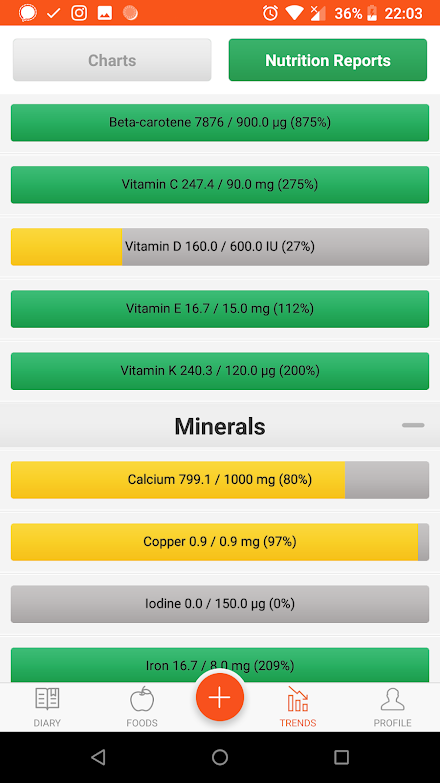 36% 22:03
Charts
Nutrition Reports
Beta-carotene 7876 / 900.0 µg (875%)
Vitamin C 247.4 / 90.0 mg (275%)
Vitamin D 160.0 / 600.0 IU (27%)
Vitamin E 16.7 / 15.0 mg (112%)
Vitamin K 240.3 / 120.0 µg (200%)
Minerals
Calcium 799.1 / 1000 mg (80%)
Copper 0.9 / 0.9 mg (97%)
Iodine 0.0 / 150.0 µg (0%)
Iron 16.7 / 8.0 mg (209%)
DIARY
FOODS
TRENDS
PROFILE